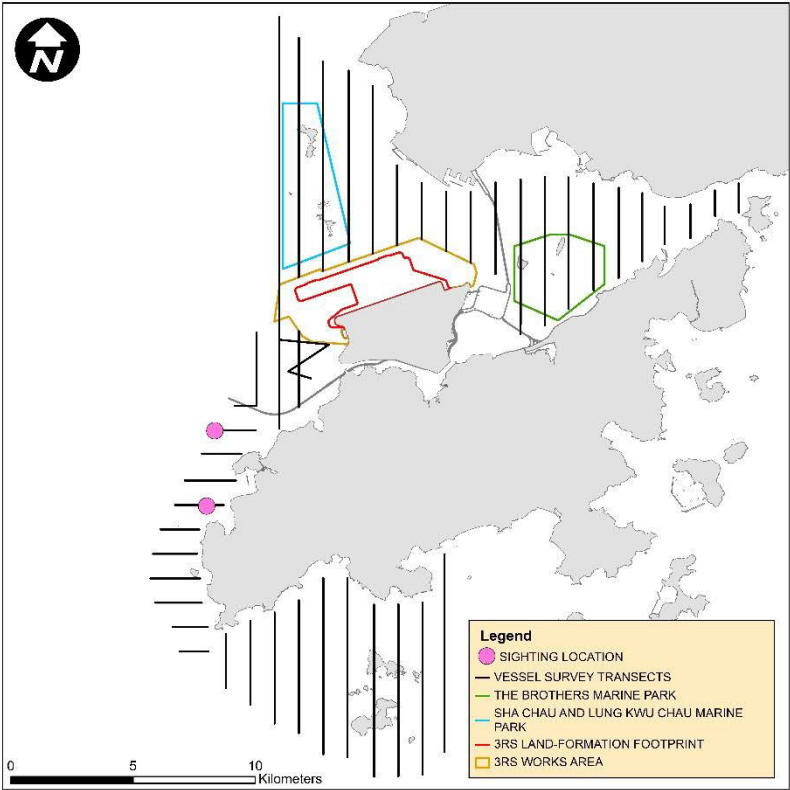 N
Legend
SIGHTING LOCATION
VESSEL SURVEY TRANSECTS
THE BROTHERS MARINE PARK
SHA CHAU AND LUNG KWU CHAU MARINE
PARK
3RS LAND-FORMATION FOOTPRINT
3RS WORKS AREA
0 5 10
Kilometers